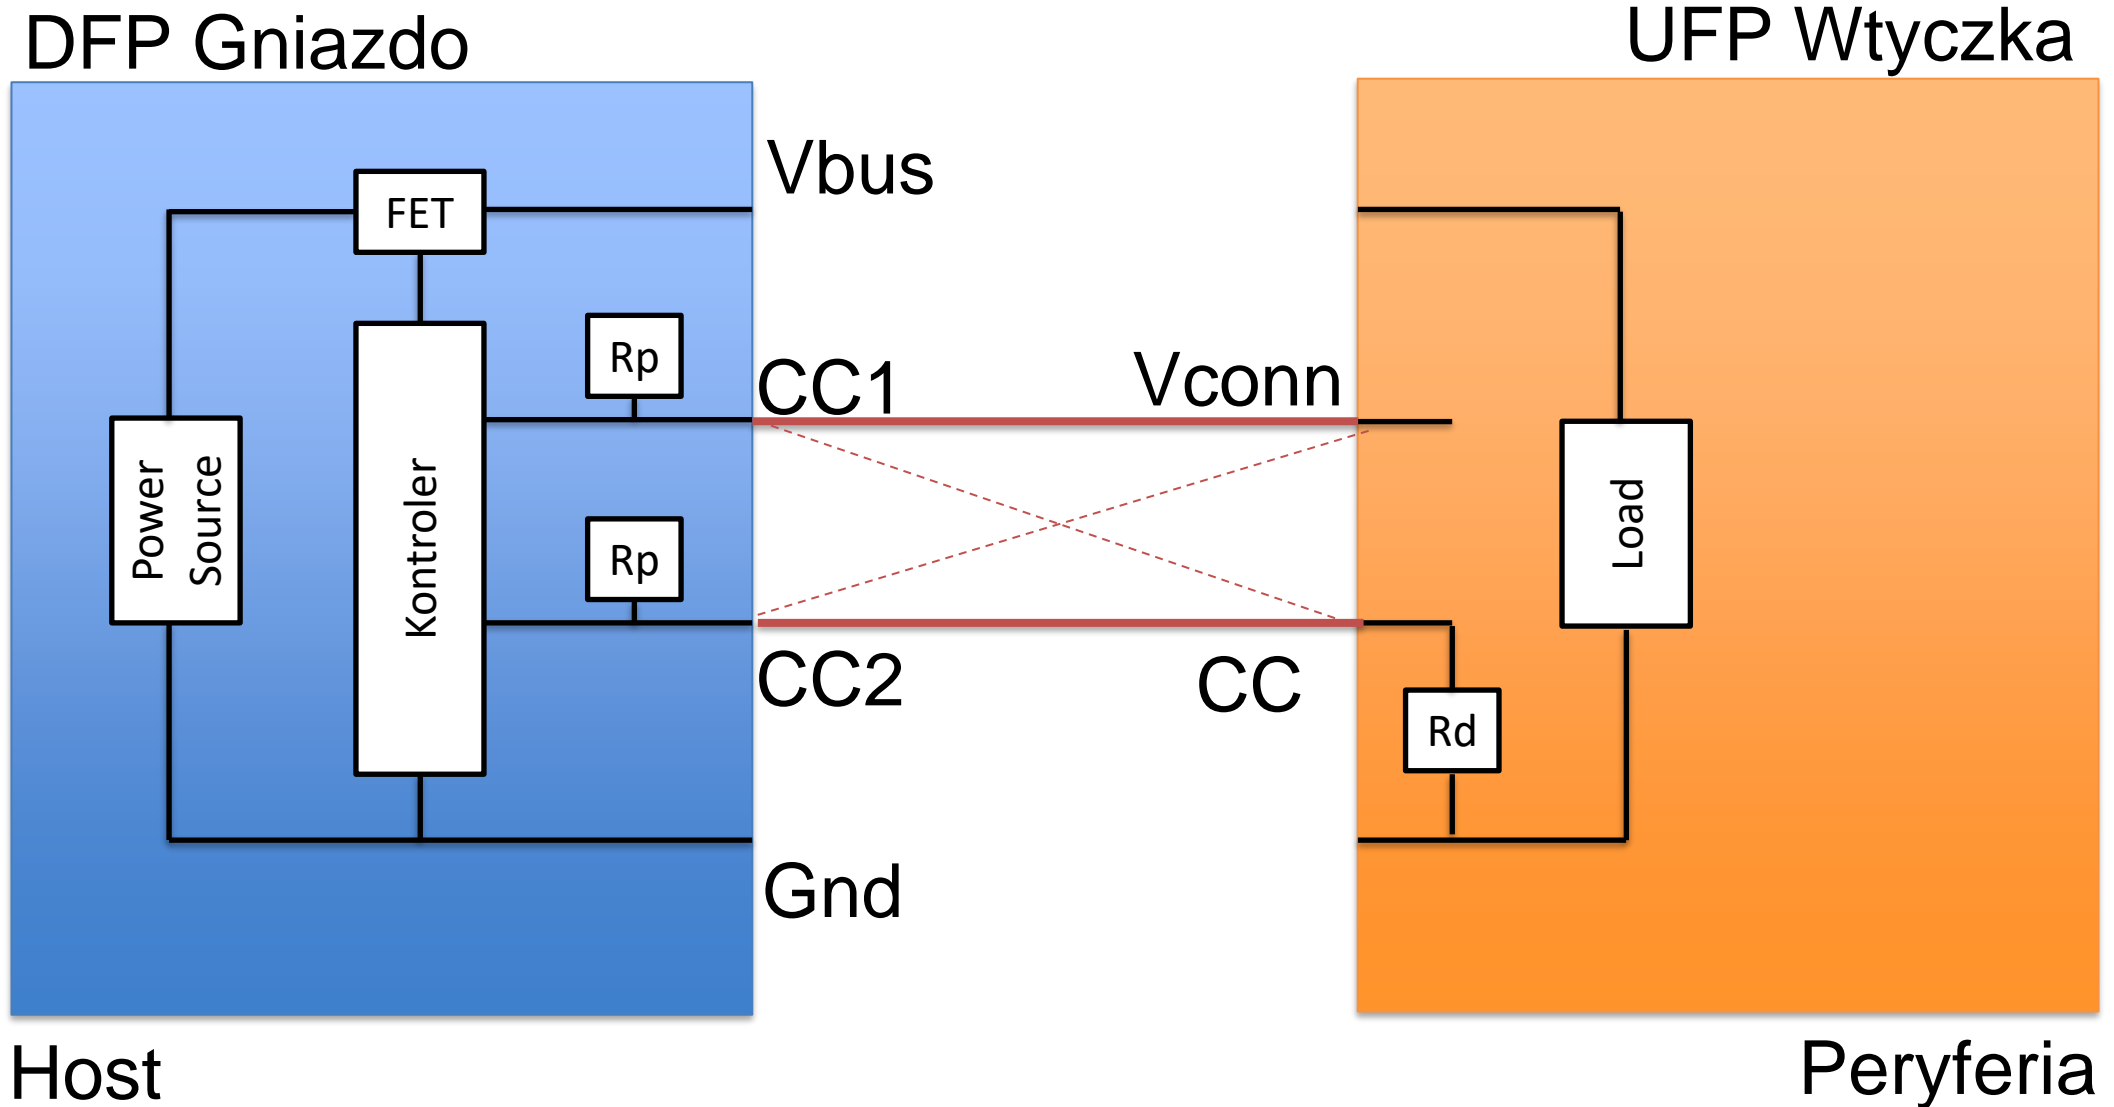 DFP Gniazdo
UFP Wtyczka
Vbus
FET
Rp
CC1
Vconn
Power
Source
Kontroler
Load
Rp
CC2
CC
Rd
Gnd
Host
Peryferia